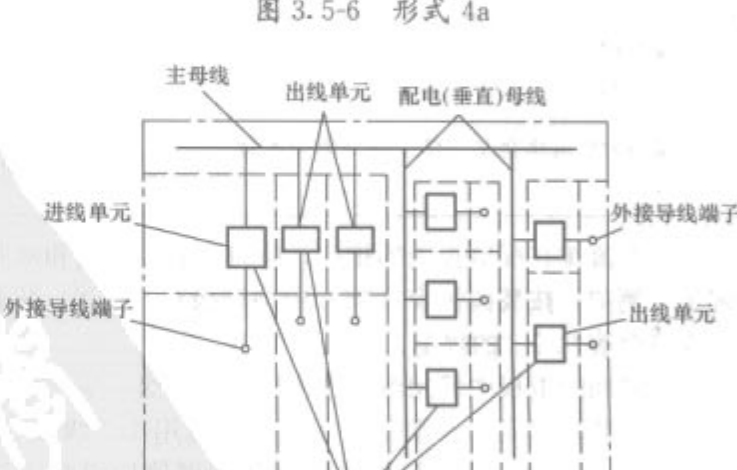 图 3.5-6 形式 4a
主母线
出线单元
配电(垂直)母线
进线单元
外接导线端子
外接导线端子
出线单元